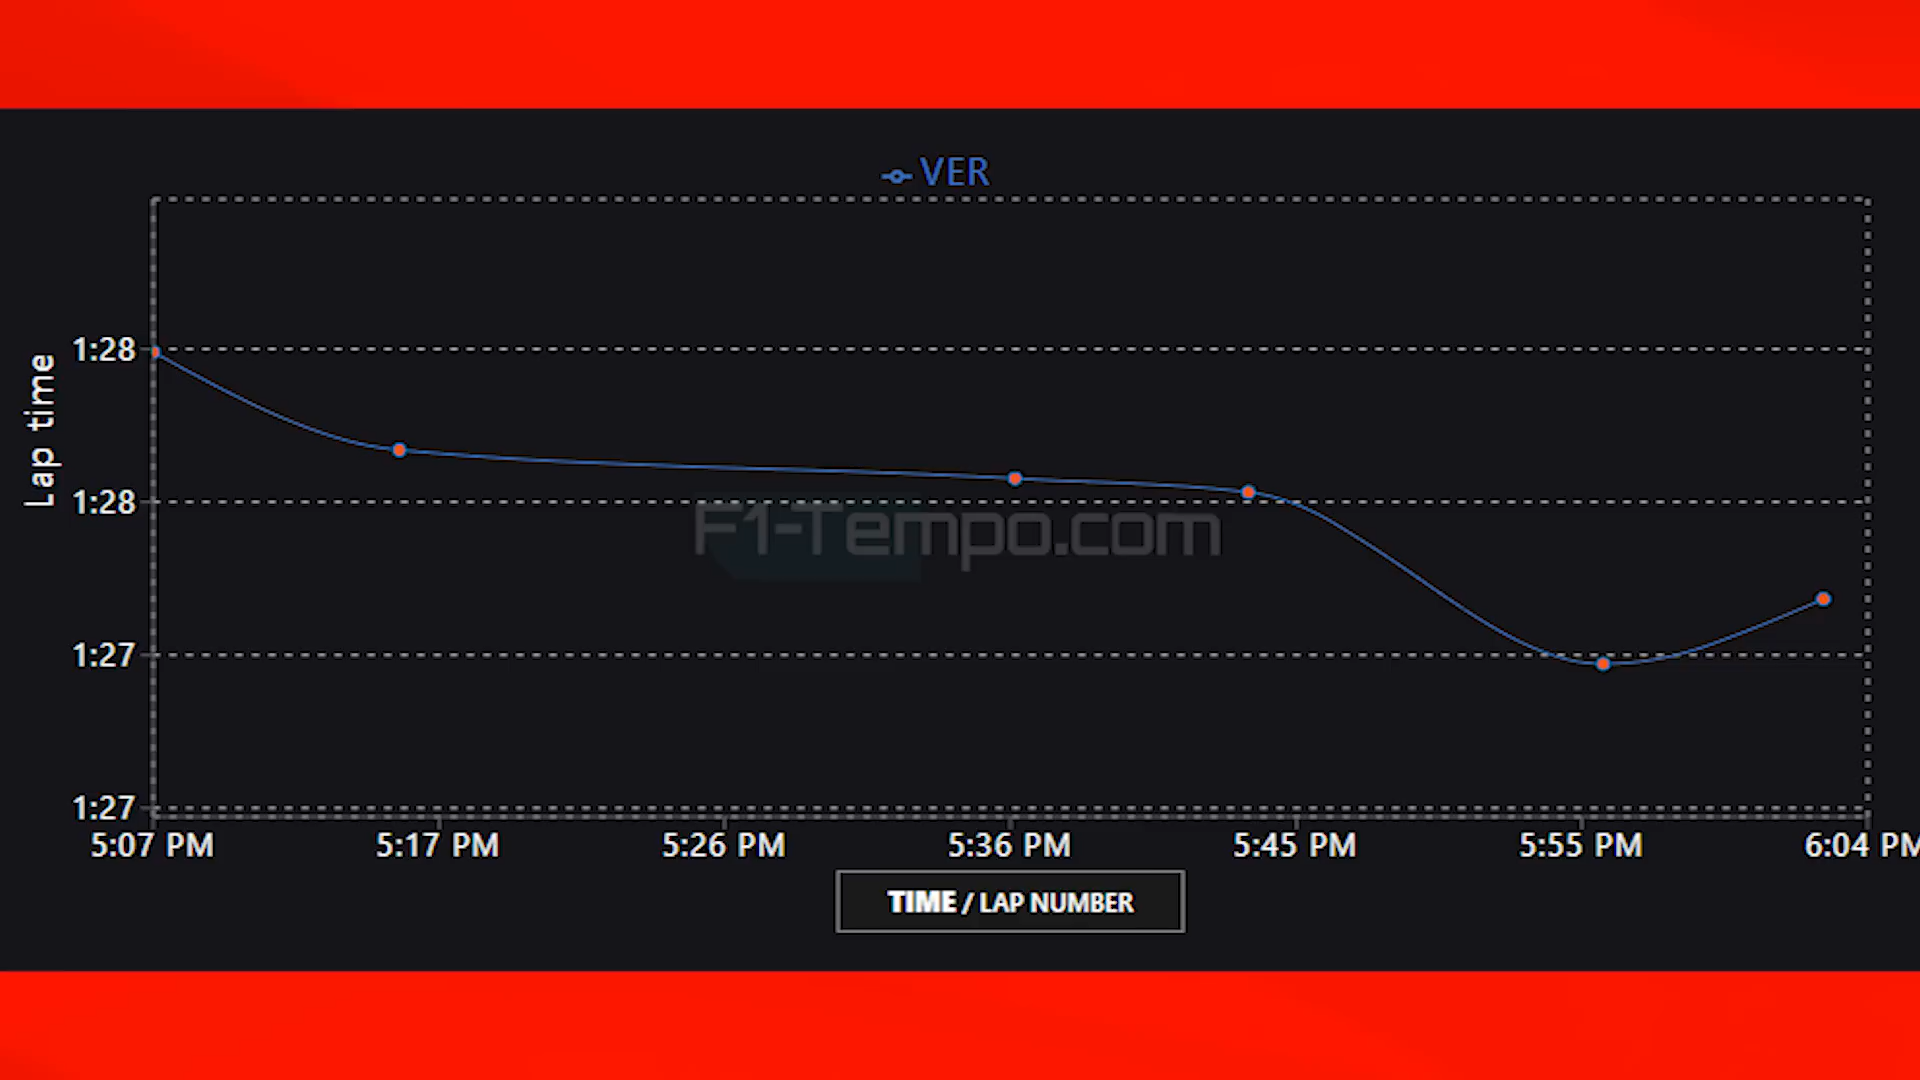 VER
Lap time
1:28
1:28
1:27
1:27
F1-Tempo.com
5:07 PM 5:17 PM 5:26 PM 5:36 PM 5:45 PM 5:55 PM 6:04 PM
TIME / LAP NUMBER